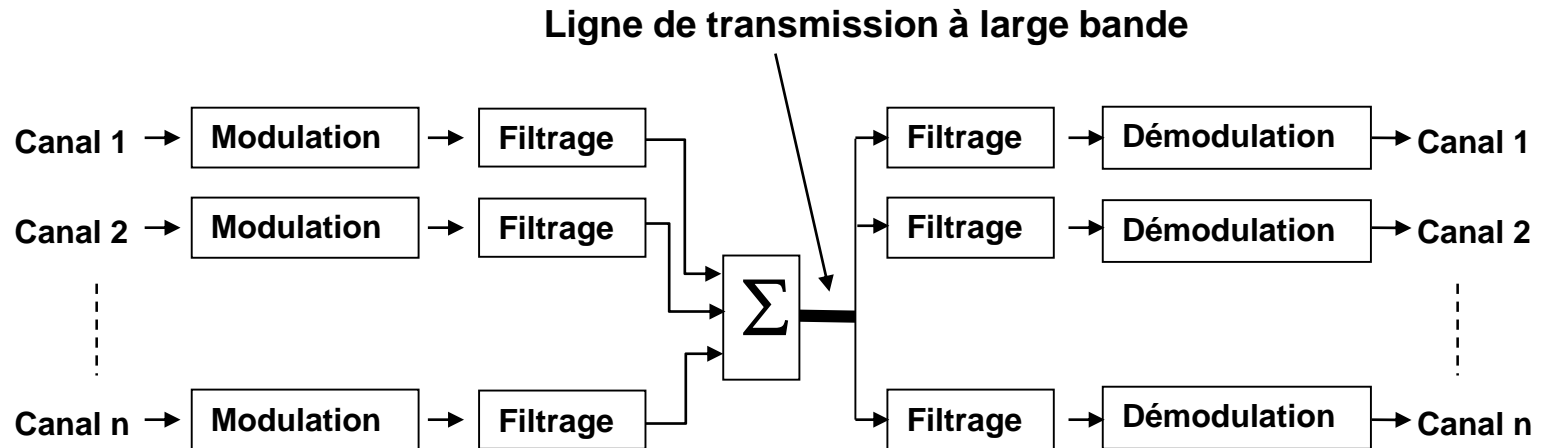 Ligne de transmission à large bande
Canal 1 Modulation Filtrage Filtrage Démodulation Canal 1
Canal 2 Modulation Filtrage Filtrage Démodulation Canal 2
Σ
Canal n Modulation Filtrage Filtrage Démodulation Canal n